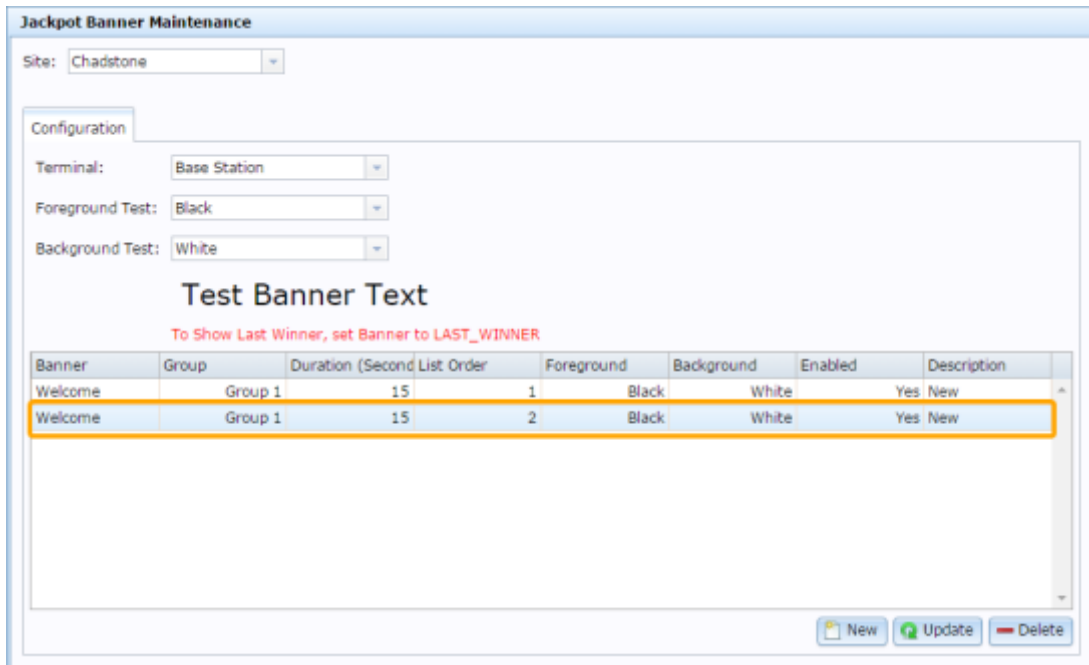 Jackpot Banner Maintenance
Site: Chadstone
Configuration
Terminal: Base Station
Foreground Test: Black
Background Test: White
Test Banner Text
To Show Last Winner, set Banner to LAST_WINNER
Banner Group Duration (Second List Order Foreground Background Enabled Description
Welcome Group 1 15 1 Black White Yes New
Welcome Group 1 15 2 Black White Yes New
New Update Delete